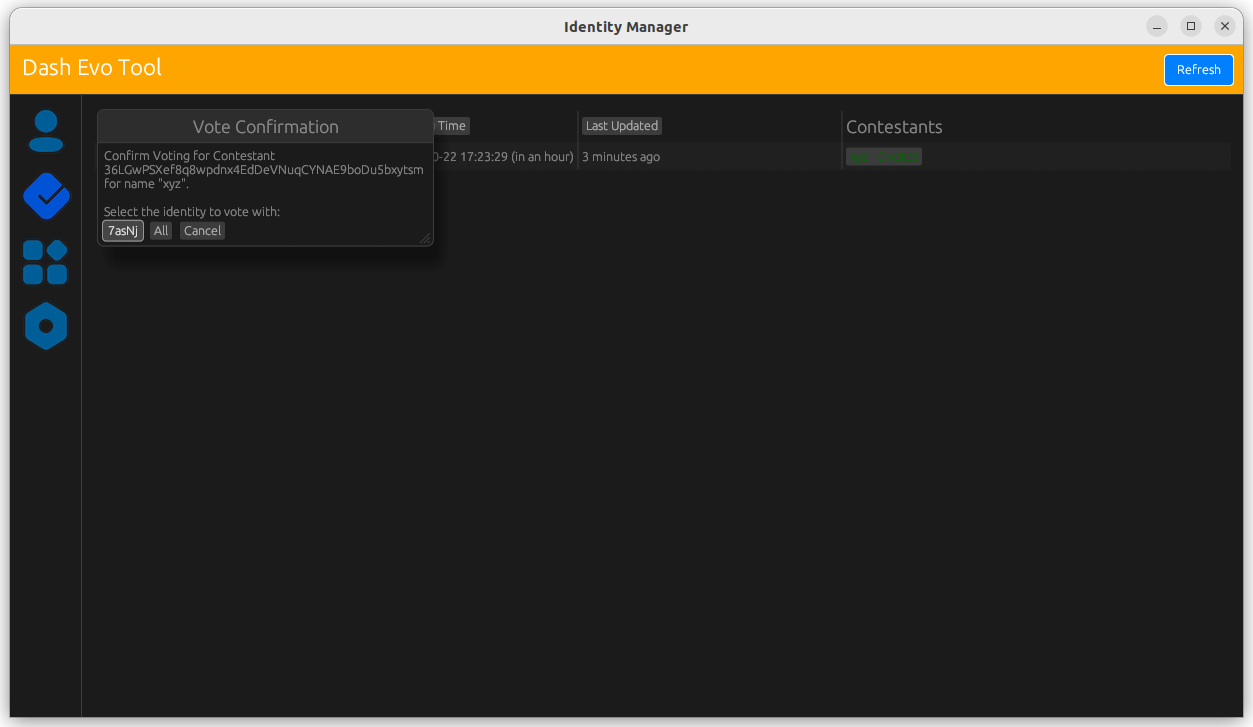 Identity Manager
Dash Evo Tool
Refresh
Vote Confirmation
Time
Last Updated
Contestants
Confirm Voting for Contestant
36LGwPSXef8q8wpdnx4EdDeVNuqCYNAE9boDu5bxytsm
for name "xyz".
0-22 17:23:29 (in an hour)
3 minutes ago
Select the identity to vote with:
7asNj
All
Cancel